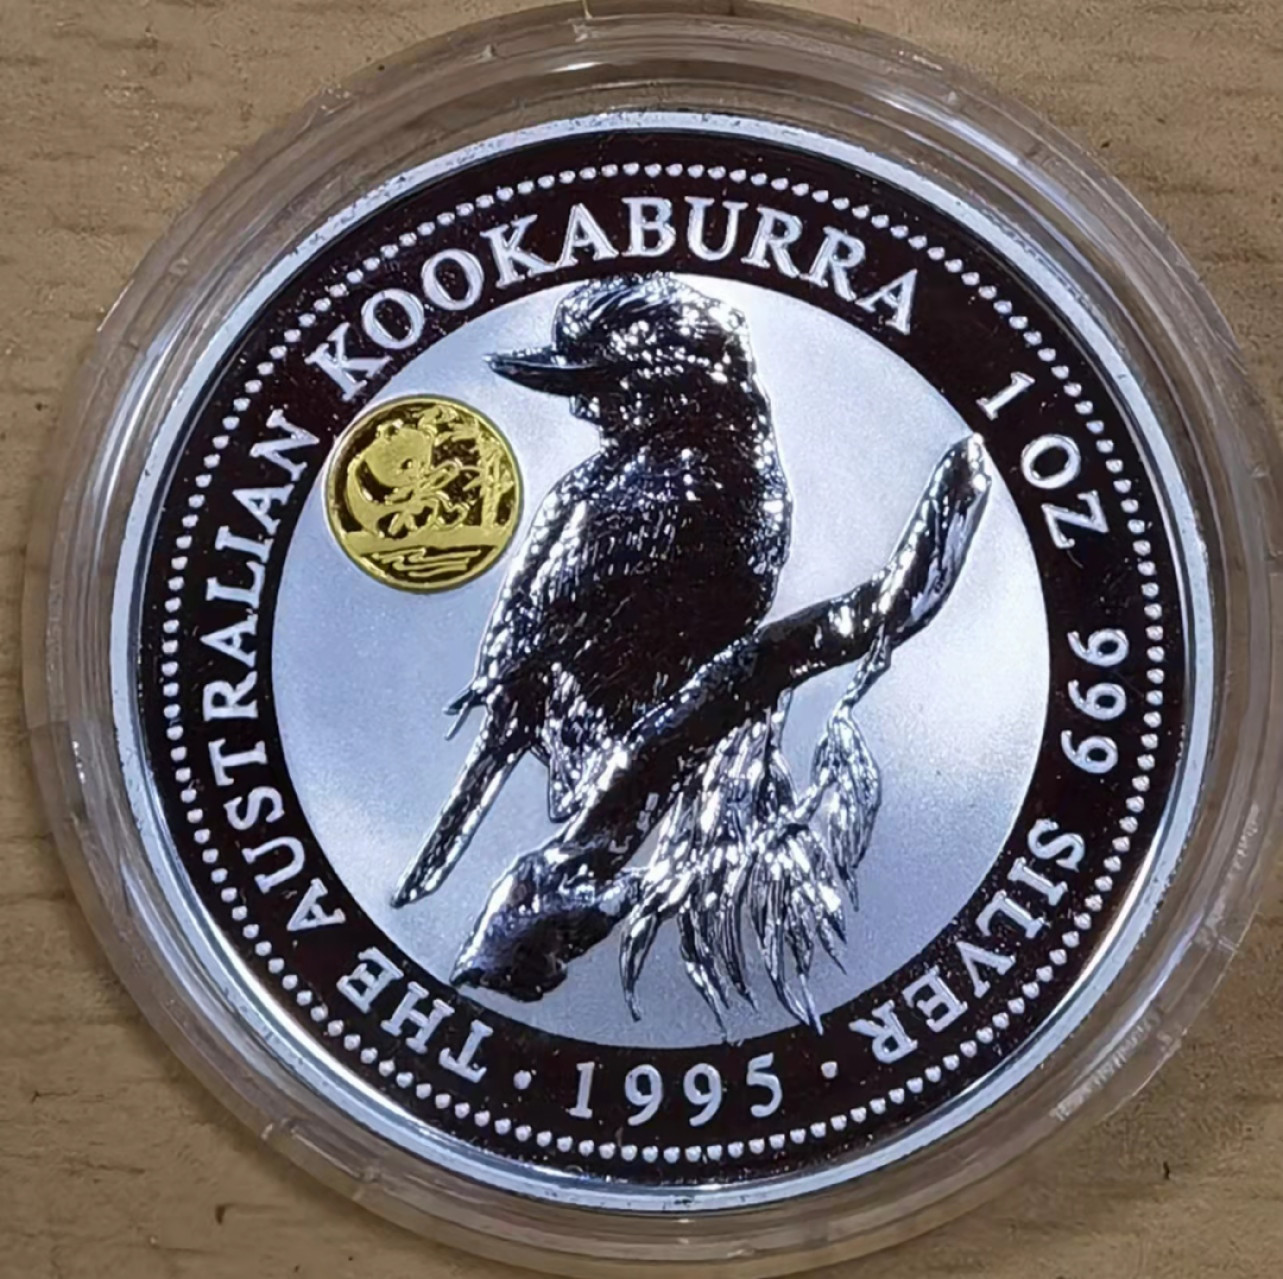 THE AUSTRALIAN KOOKABURRA 1 OZ 999 SILVER
· 1995 ·